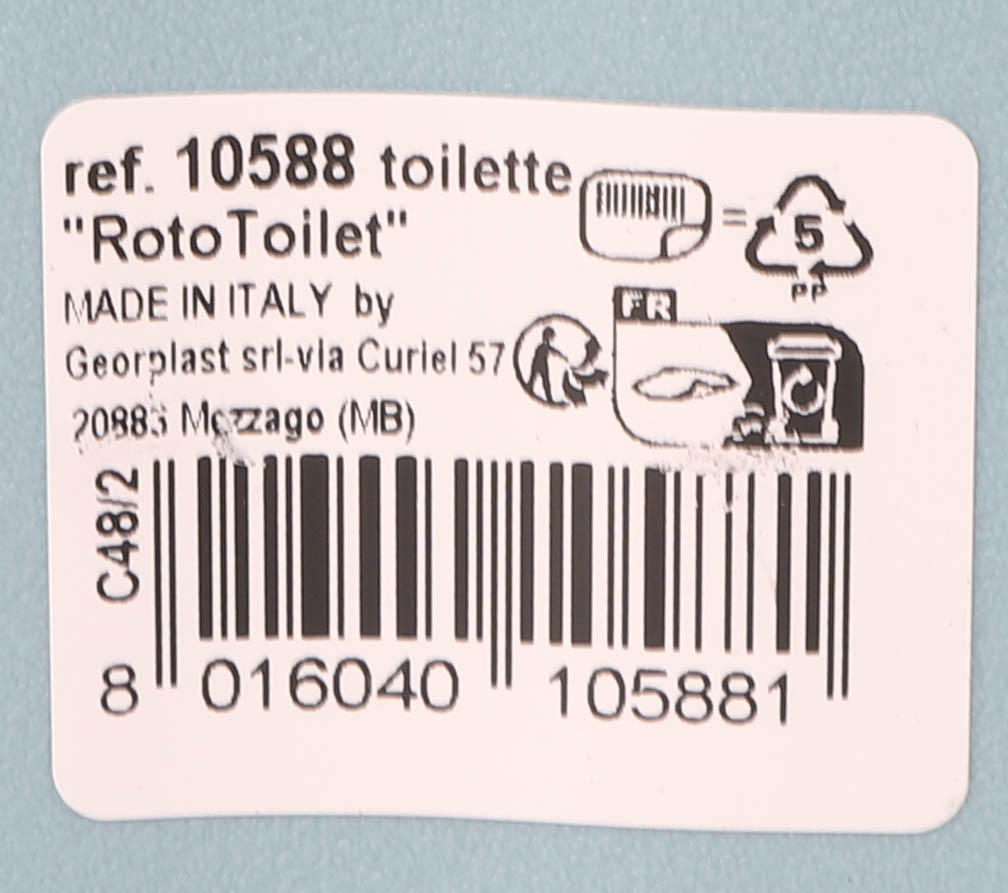 ref. 10588 toilette
"RotoToilet"
MADE IN ITALY by
Georplast srl-via Curiel 57
20883 Mezzago (MB)
5
PP
FR
C48/2
8 016040 105881